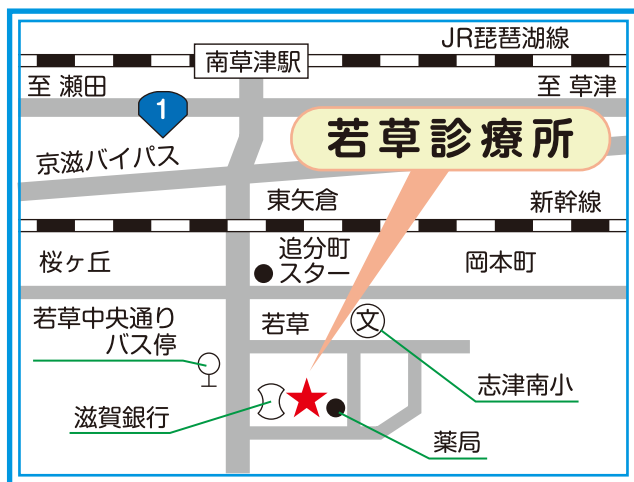 JR琵琶湖線
南草津駅
至 瀬田
至 草津
1
若草診療所
京滋バイパス
東矢倉
新幹線
桜ヶ丘
追分町
スター
岡本町
若草中央通り
バス停
若草
文
志津南小
滋賀銀行
薬局